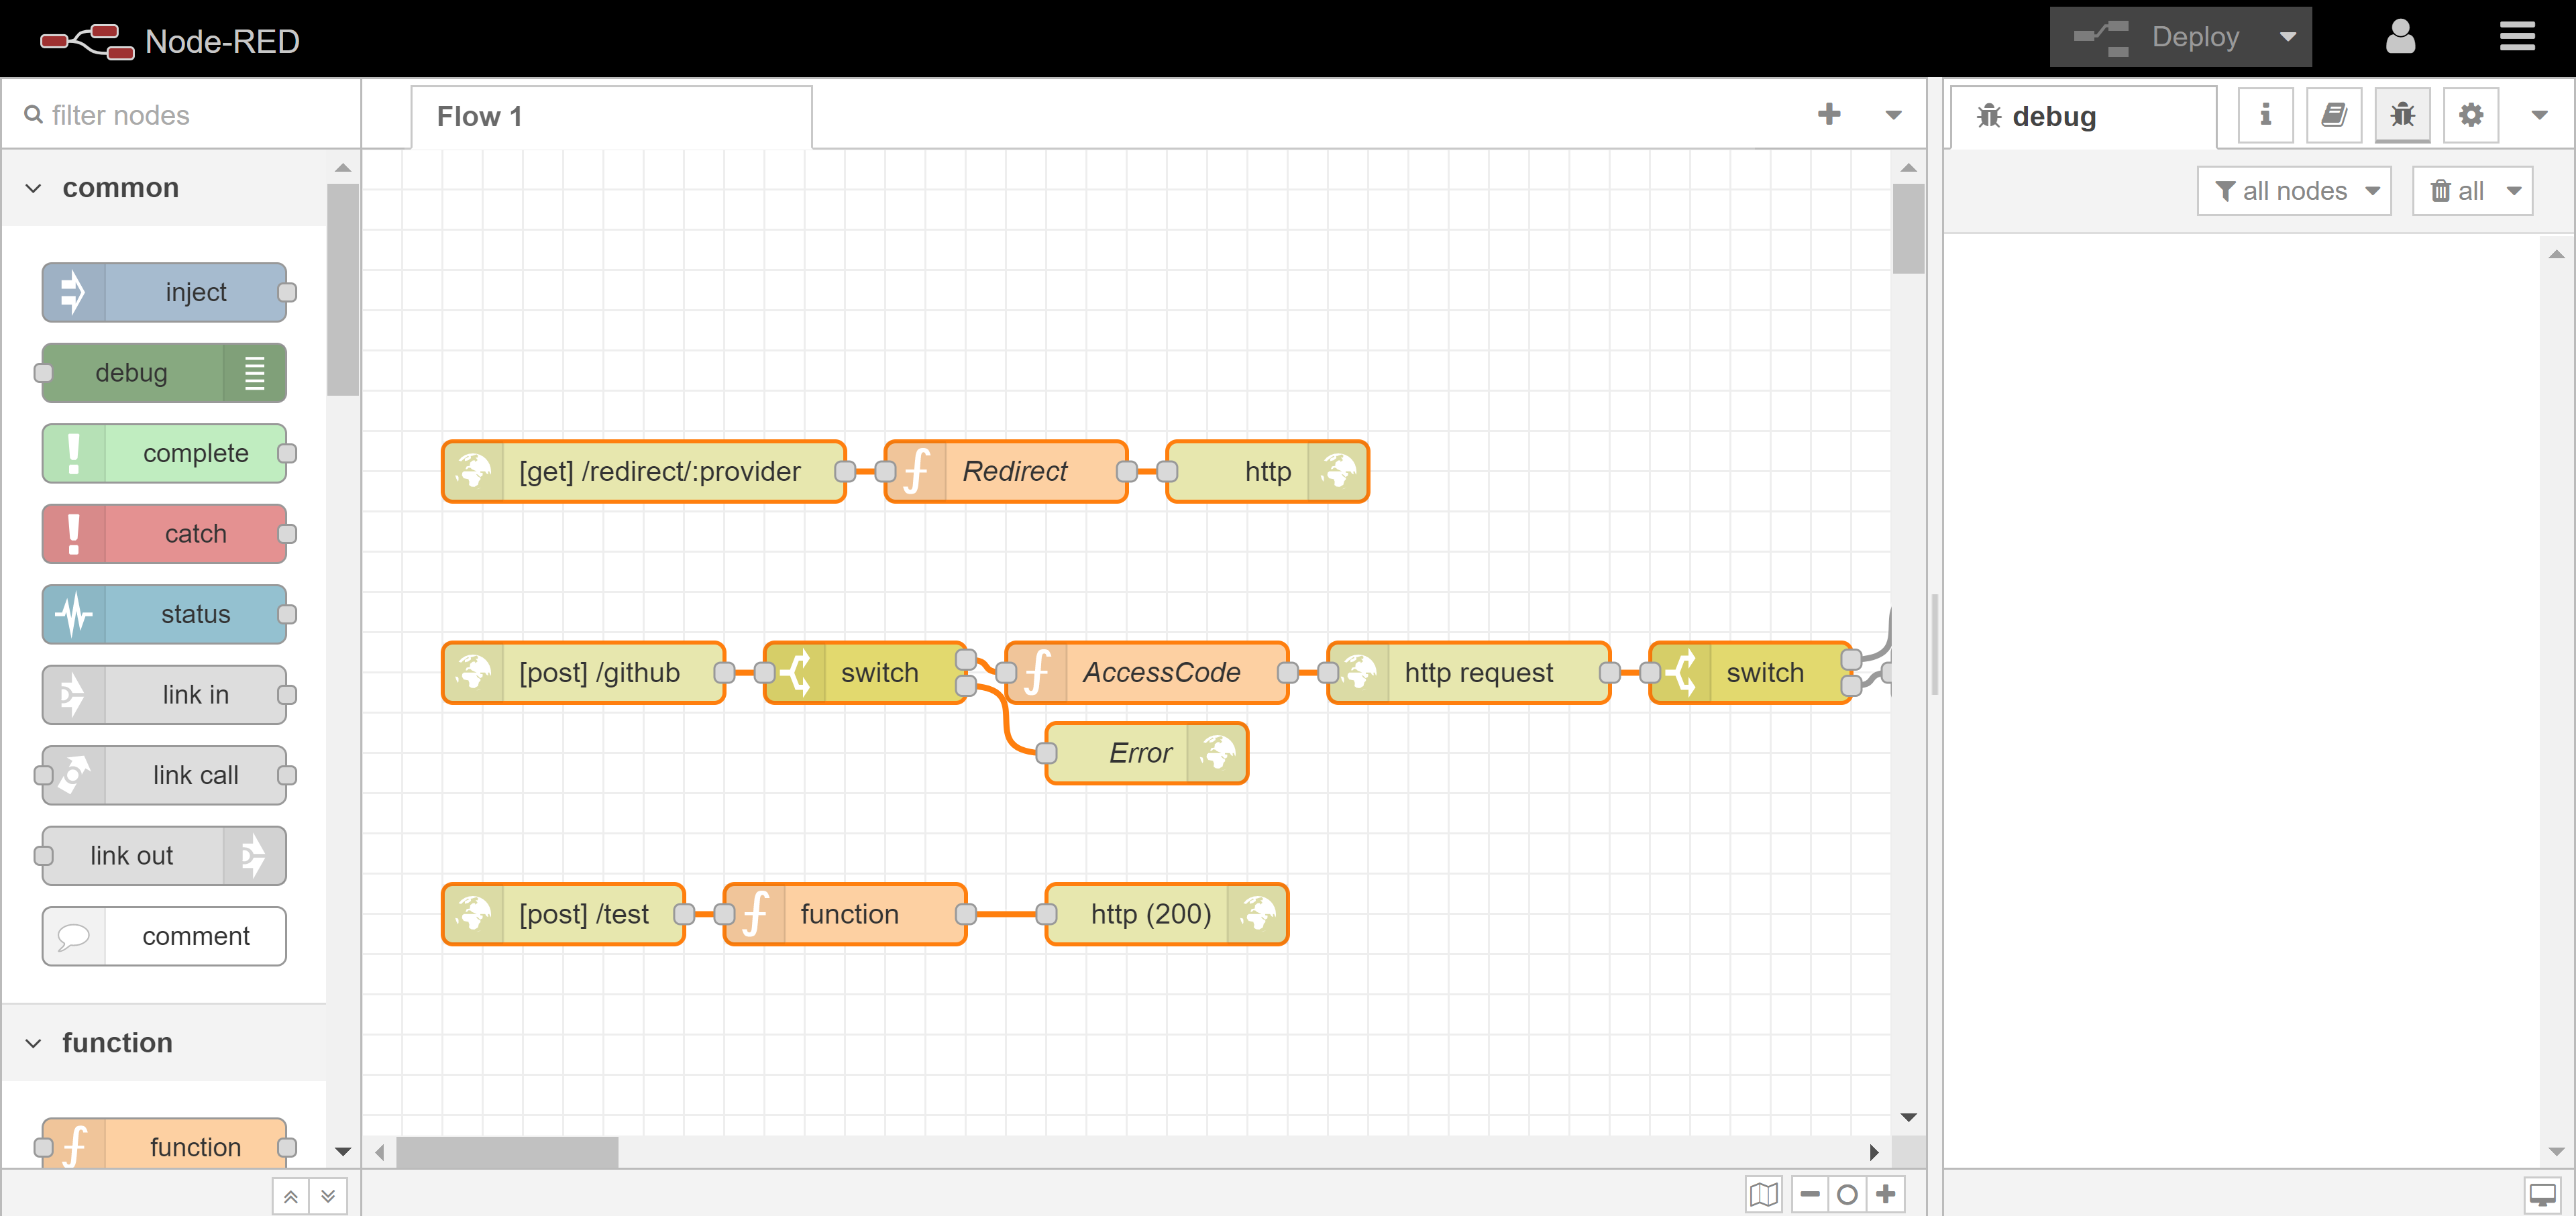 Node-RED
Deploy
filter nodes
Flow 1
debug
all nodes
all
common
inject
debug
complete
catch
status
link in
link call
link out
comment
function
function
[get] /redirect/:provider
Redirect
http
[post] /github
switch
AccessCode
http request
switch
Error
[post] /test
function
http (200)